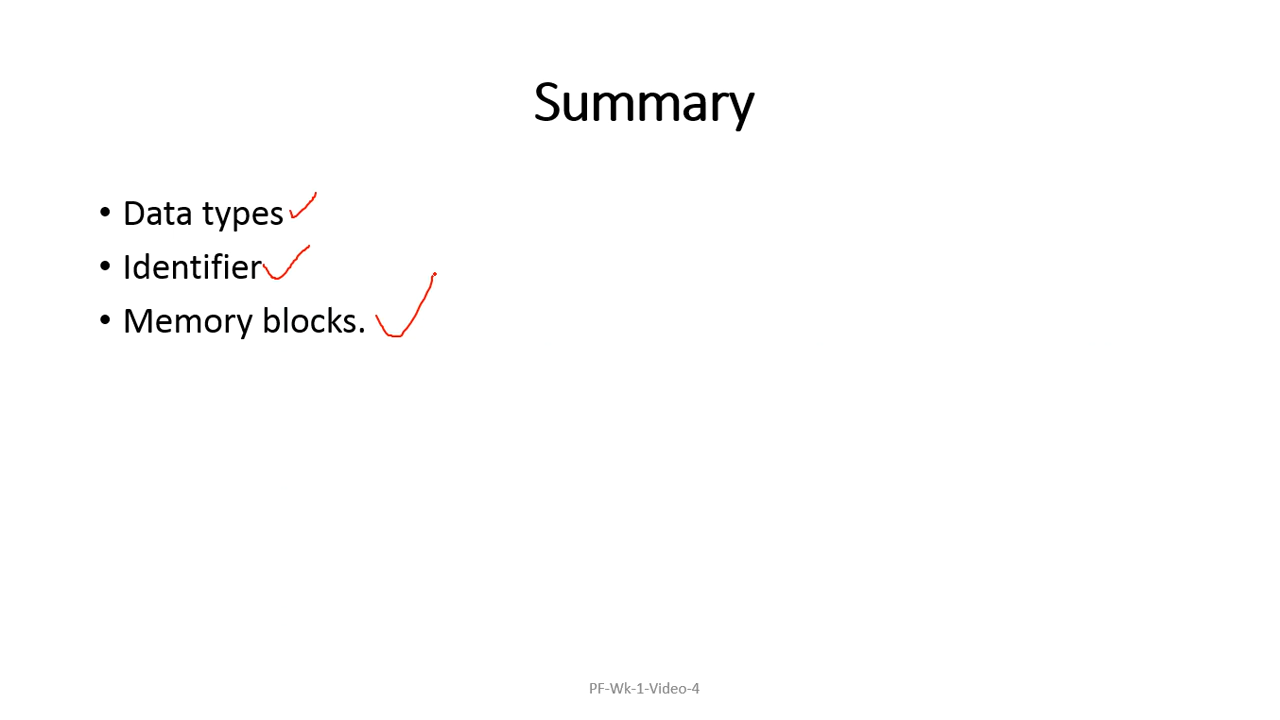 Summary
• Data types
• Identifier
• Memory blocks.
PF-Wk-1-Video-4